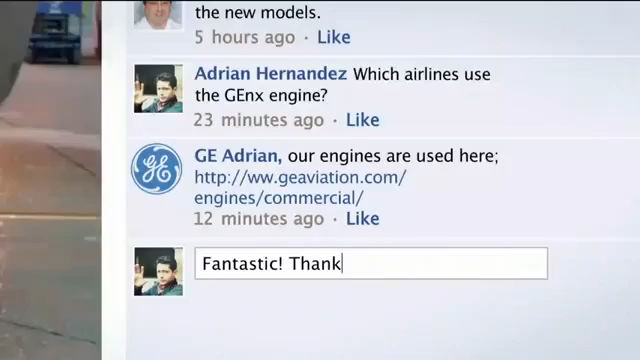 the new models.
5 hours ago · Like
Adrian Hernandez Which airlines use
the GEnx engine?
23 minutes ago · Like
GE
GE Adrian, our engines are used here;
http://ww.geaviation.com/
engines/commercial/
12 minutes ago · Like
Fantastic! Thank